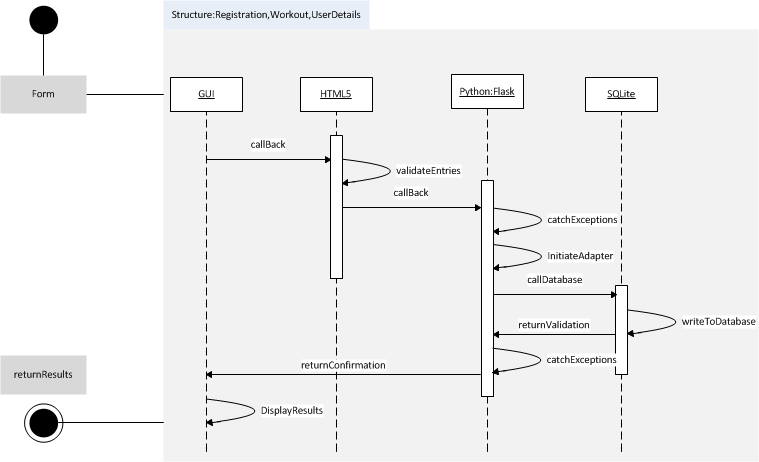 Structure:Registration,Workout,UserDetails
Form
GUI
HTML5
Python:Flask
SQLite
callBack
validateEntries
callBack
catchExceptions
InitiateAdapter
callDatabase
writeToDatabase
returnValidation
catchExceptions
returnConfirmation
returnResults
DisplayResults